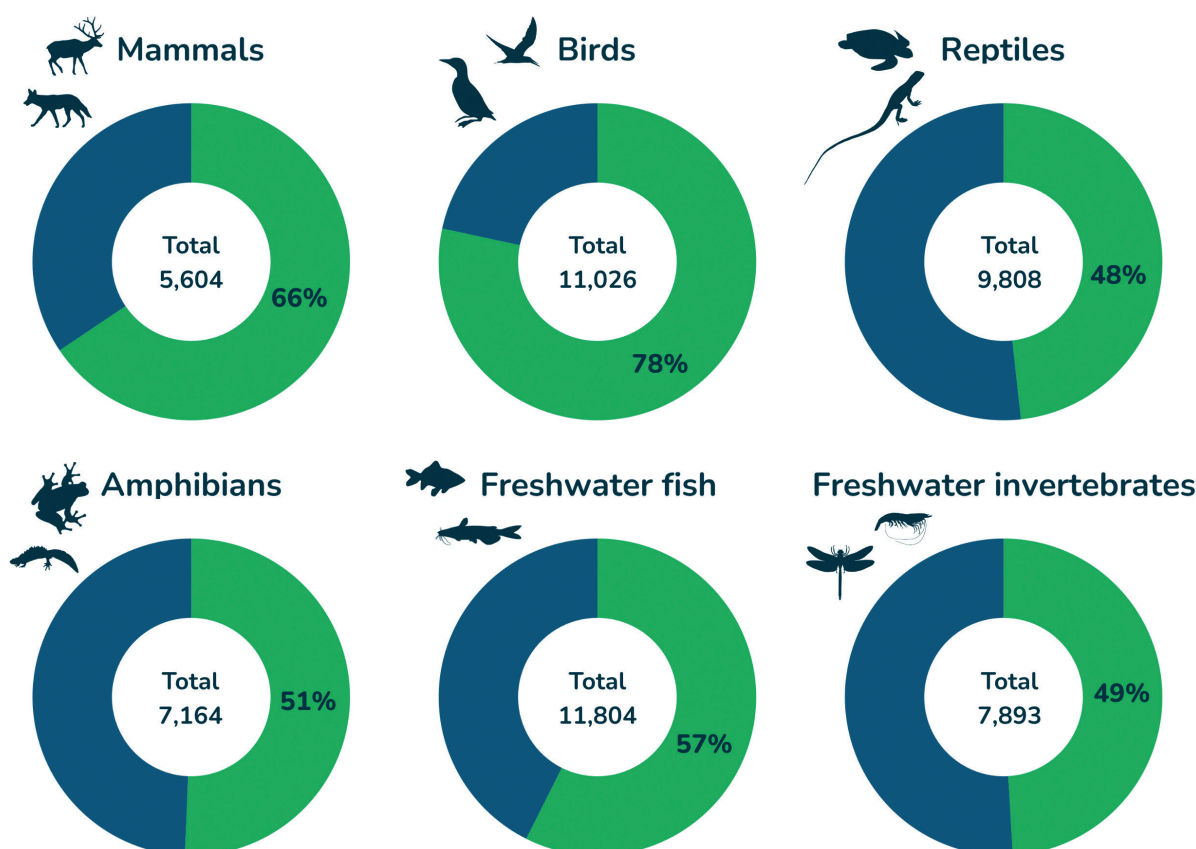 Mammals
Total
5,604
66%
Birds
Total
11,026
78%
Reptiles
Total
9,808
48%
Amphibians
Total
7,164
51%
Freshwater fish
Total
11,804
57%
Freshwater invertebrates
Total
7,893
49%